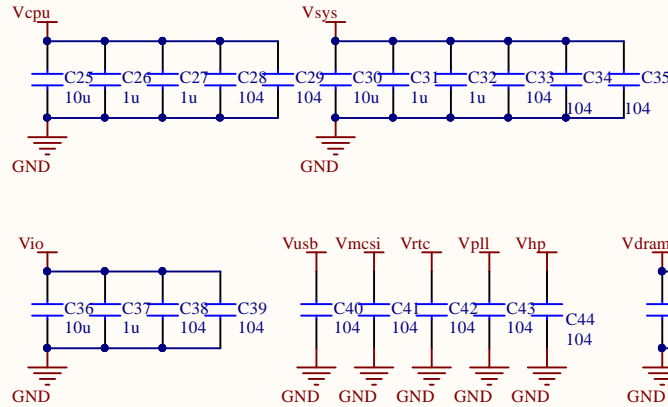 Vcpu
Vsys
C25 C26 C27 C28 C29 C30 C31 C32 C33 C34 C35
10u 1u 1u 104 104 10u 1u 1u 104 104 104
GND GND
Vio Vusb Vmcsi Vrtc Vpll Vhp Vdram
C36 C37 C38 C39 C40 C41 C42 C43 C44
10u 1u 104 104 104 104 104 104 104
GND GND GND GND GND GND GND